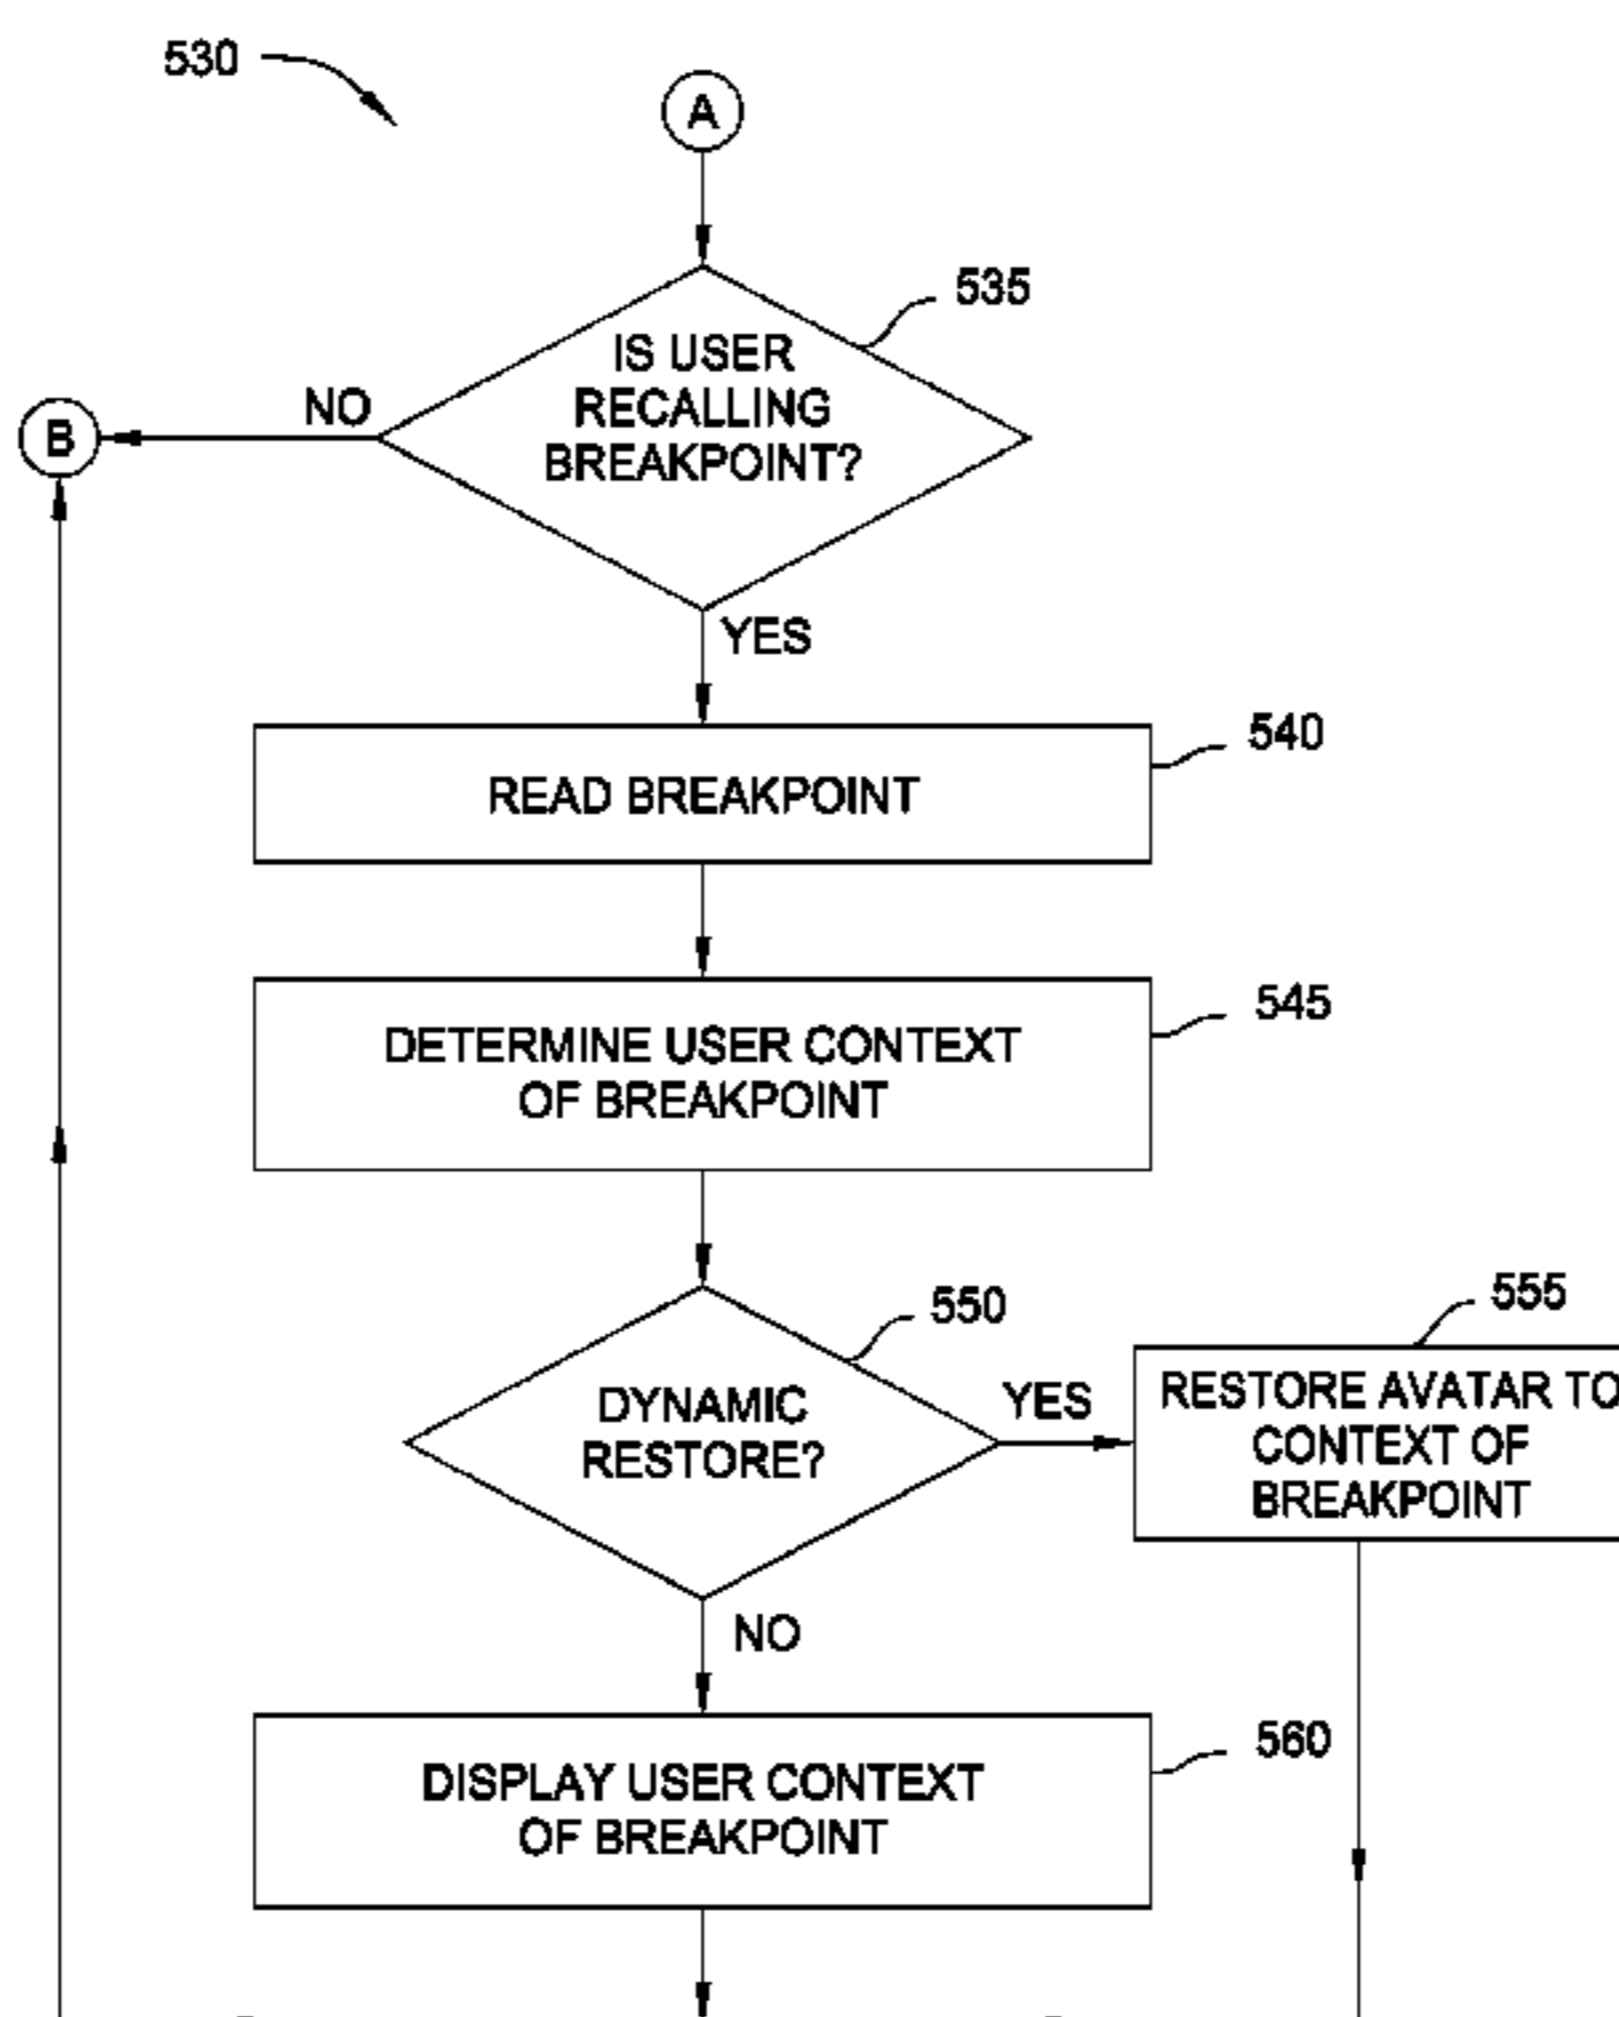 530
A
535
IS USER
RECALLING
BREAKPOINT?
NO
B
YES
540
READ BREAKPOINT
545
DETERMINE USER CONTEXT
OF BREAKPOINT
550
DYNAMIC
RESTORE?
YES
555
RESTORE AVATAR TO
CONTEXT OF
BREAKPOINT
NO
560
DISPLAY USER CONTEXT
OF BREAKPOINT